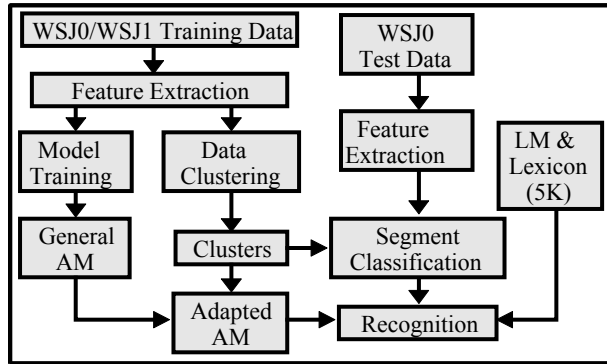 WSJ0/WSJ1 Training Data
Feature Extraction
Model
Training
Data
Clustering
General
AM
Clusters
Adapted
AM
WSJ0
Test Data
Feature
Extraction
LM &
Lexicon
(5K)
Segment
Classification
Recognition